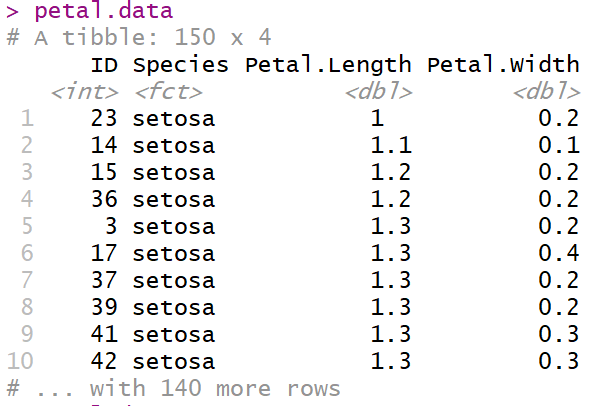 > petal.data
# A tibble: 150 x 4
ID Species Petal.Length Petal.Width
<int> <fct> <dbl> <dbl>
1 23 setosa 1 0.2
2 14 setosa 1.1 0.1
3 15 setosa 1.2 0.2
4 36 setosa 1.2 0.2
5 3 setosa 1.3 0.2
6 17 setosa 1.3 0.4
7 37 setosa 1.3 0.2
8 39 setosa 1.3 0.2
9 41 setosa 1.3 0.3
10 42 setosa 1.3 0.3
# ... with 140 more rows